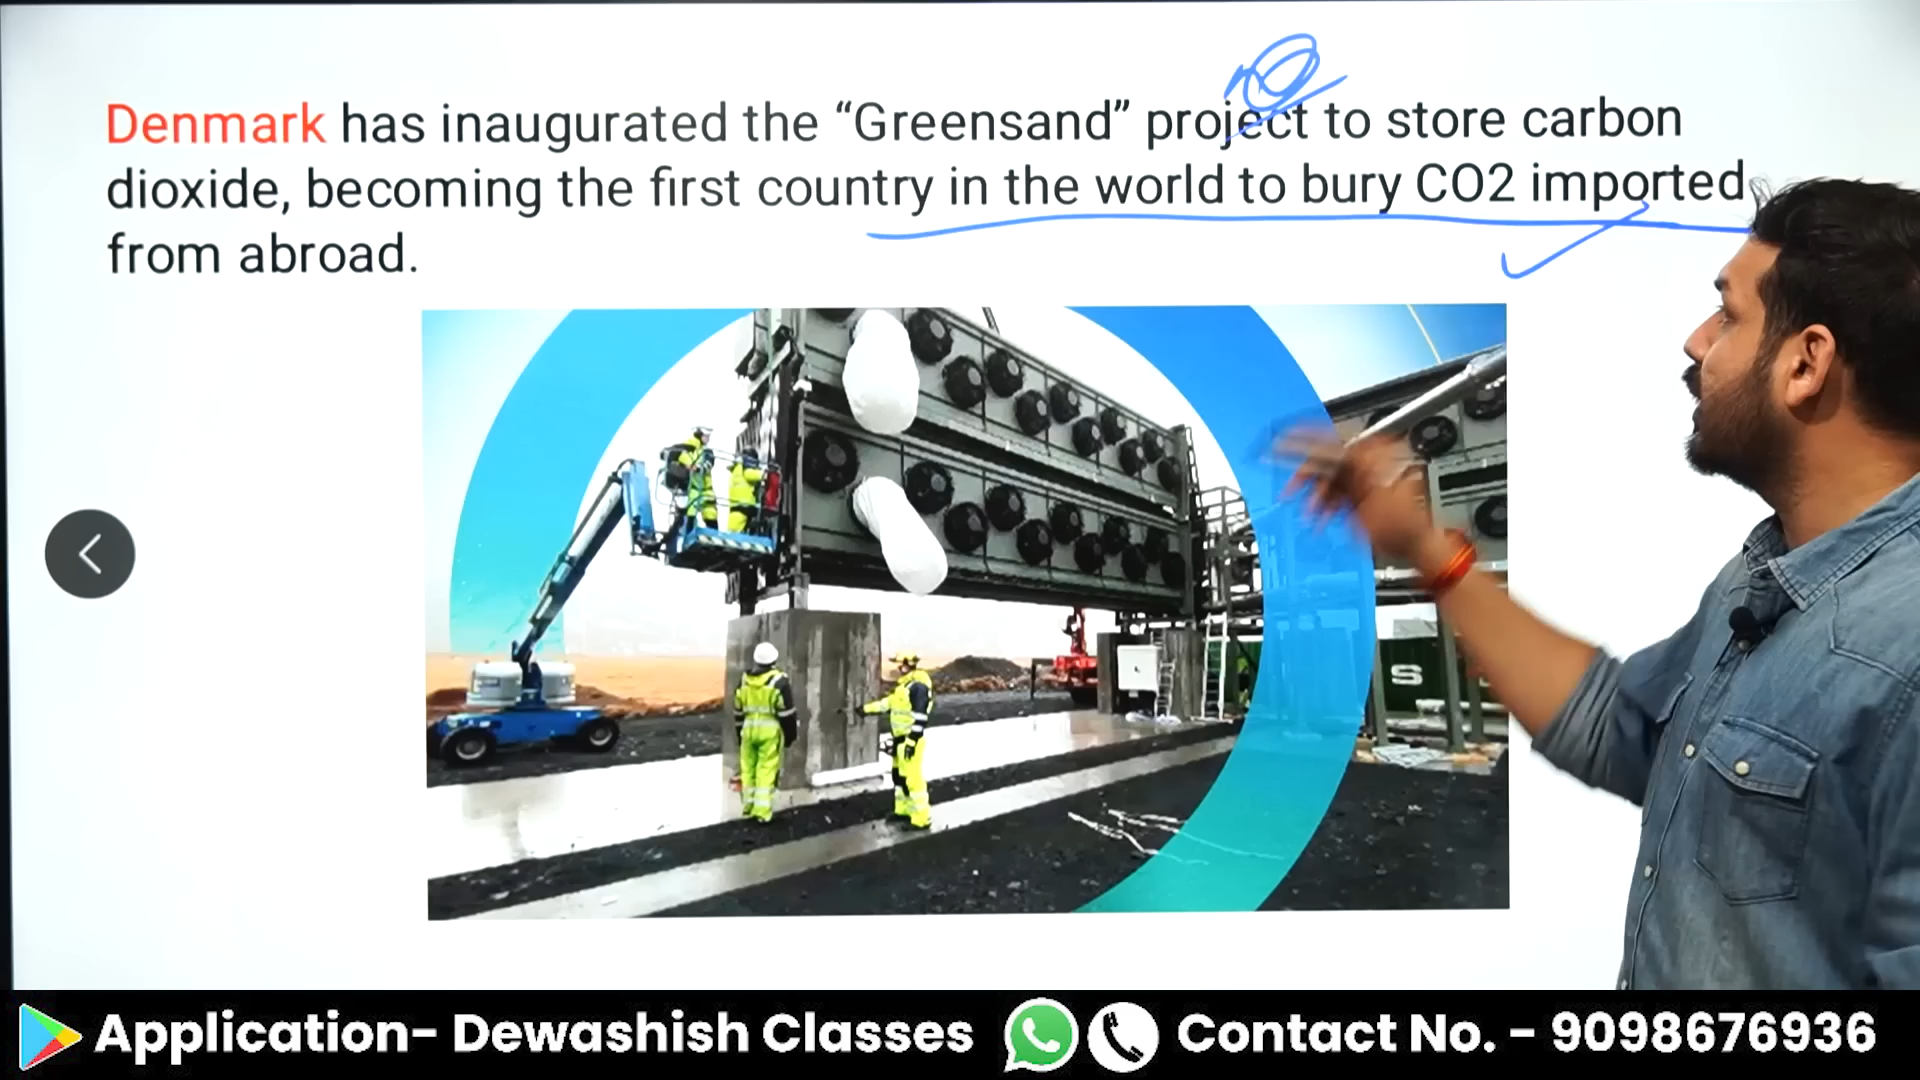 Denmark has inaugurated the “Greensand” project to store carbon
dioxide, becoming the first country in the world to bury CO2 imported
from abroad.
S
Application- Dewashish Classes Contact No. - 9098676936